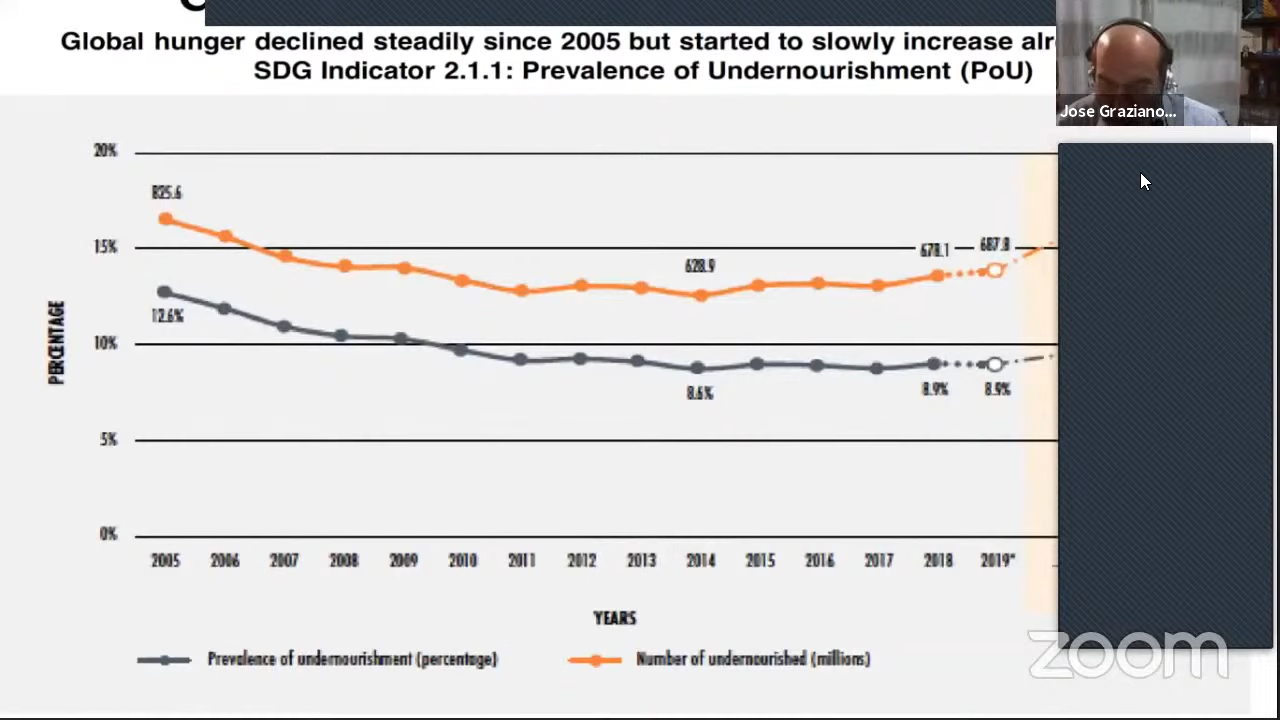 Global hunger declined steadily since 2005 but started to slowly increase
SDG Indicator 2.1.1: Prevalence of Undernourishment (PoU)
Jose Graziano...
20%
825.6
15%
678.1
687.8
628.9
12.6%
PERCENTAGE
10%
8.6%
8.9%
8.9%
5%
0%
2005 2006 2007 2008 2009 2010 2011 2012 2013 2014 2015 2016 2017 2018 2019*
YEARS
Prevalence of undernourishment (percentage)
Number of undernourished (millions)
zoom